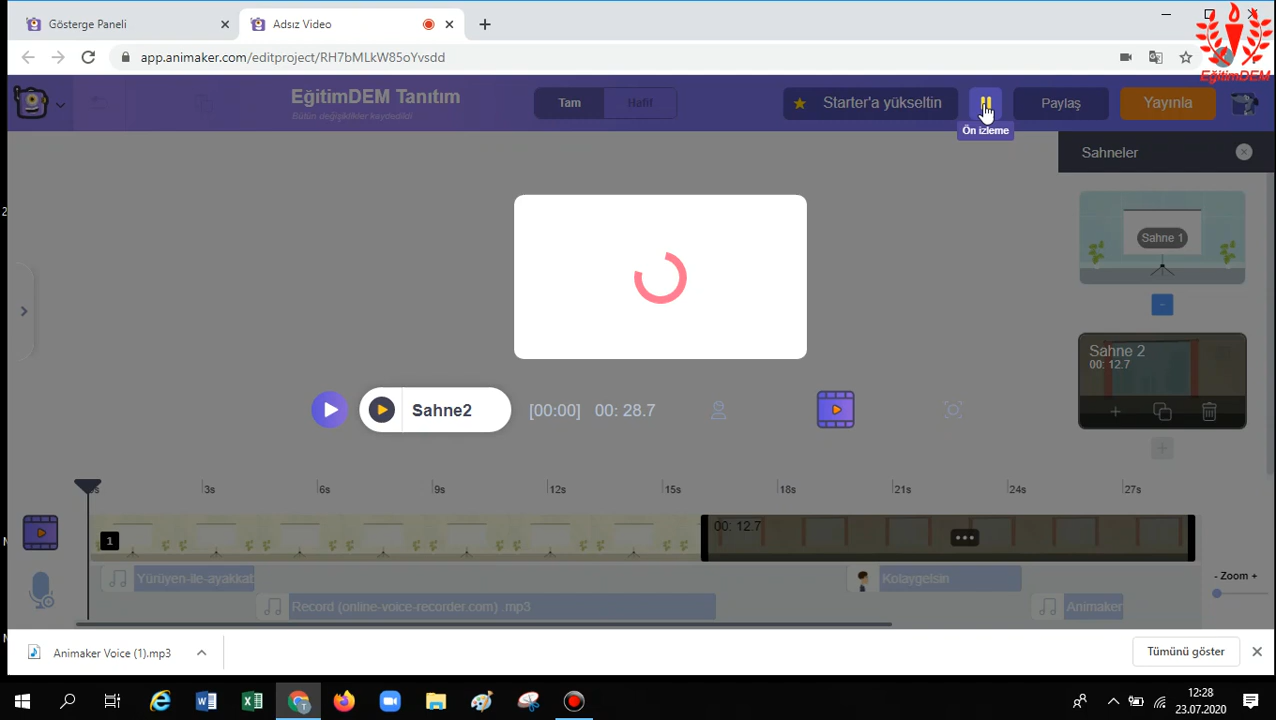 Gösterge Paneli
Adsız Video
EğitimDEM
app.animaker.com/editproject/RH7bMLkW85oYwrdd
EğitimDEM Tanıtım
Bütün değişiklikler kaydedildi
Tam
Hafif
Starter'a yükseltin
Paylaş
Yayınla
Ön izleme
Sahneler
Sahne 1
Sahne 2
00: 12.7
Sahne2
[00:00]
00: 28.7
3s
6s
9s
12s
15s
18s
21s
24s
27s
1
00: 12.7
Yürüyen-ile-ayakkat
Kolaygelsin
- Zoom +
Record (online-voice-recorder.com) .mp3
Animaker
Animaker Voice (1).mp3
Tümünü göster
12:28
23.07.2020